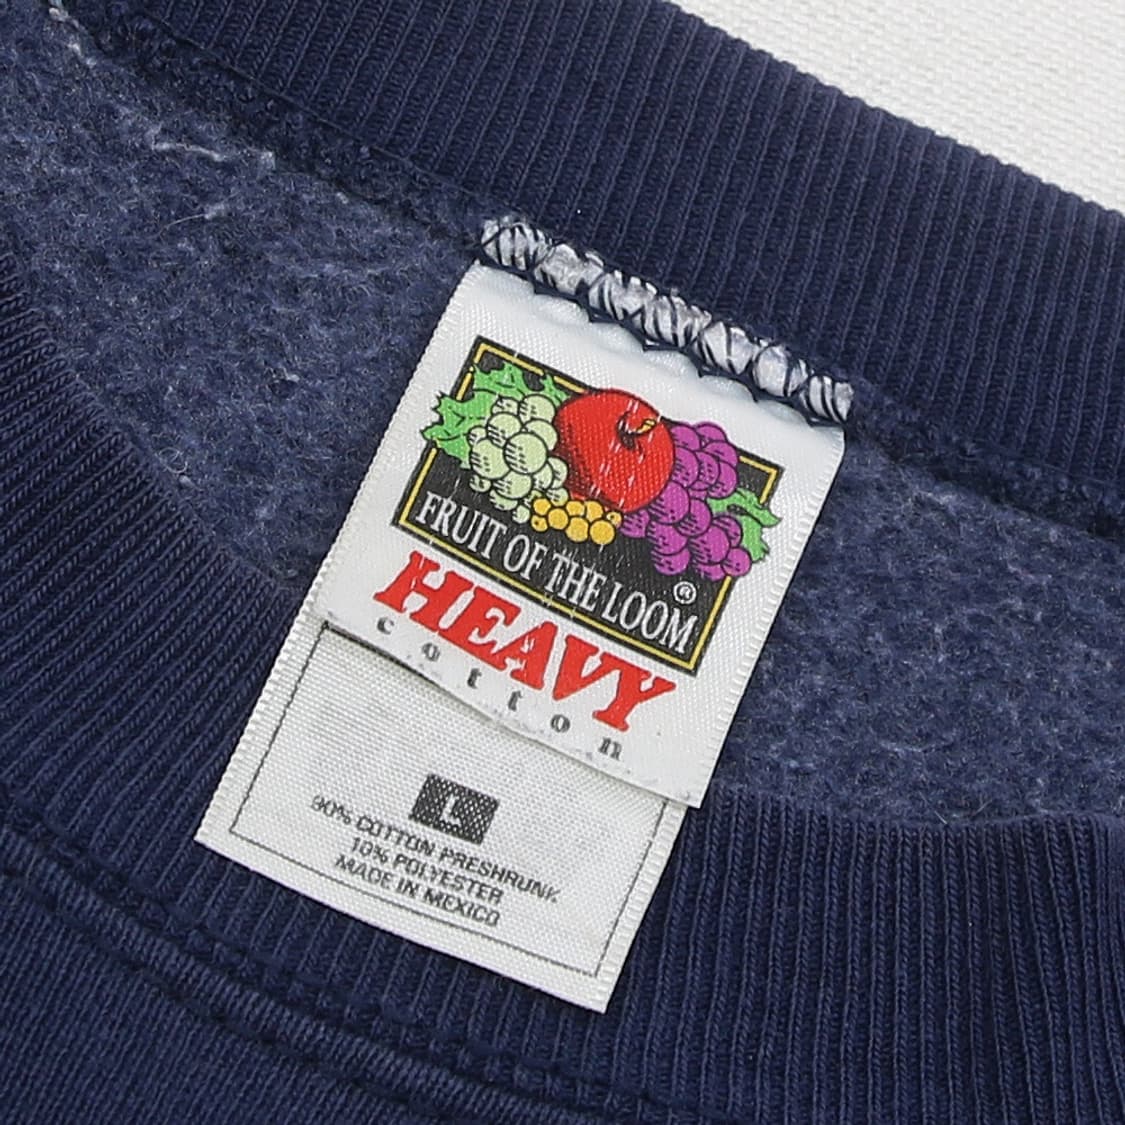 FRUIT OF THE LOOM®
HEAVY
cotton
L
90% COTTON PRESHRUNK
10% POLYESTER
MADE IN MEXICO